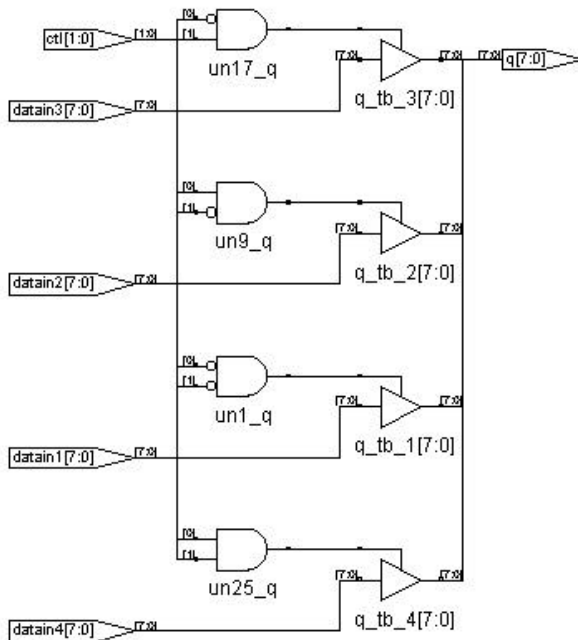 [0]
ctl[1:0] [1:0] [1] [7:0] [7:0] q[7:0]
un17_q [7:0]
datain3[7:0] [7:0] q_tb_3[7:0]
[0]
[1] [7:0]
un9_q [7:0]
datain2[7:0] [7:0] q_tb_2[7:0]
[0]
[1] [7:0]
un1_q [7:0]
datain1[7:0] [7:0] q_tb_1[7:0]
[0]
[1] [7:0]
un25_q [7:0]
datain4[7:0] [7:0] q_tb_4[7:0]